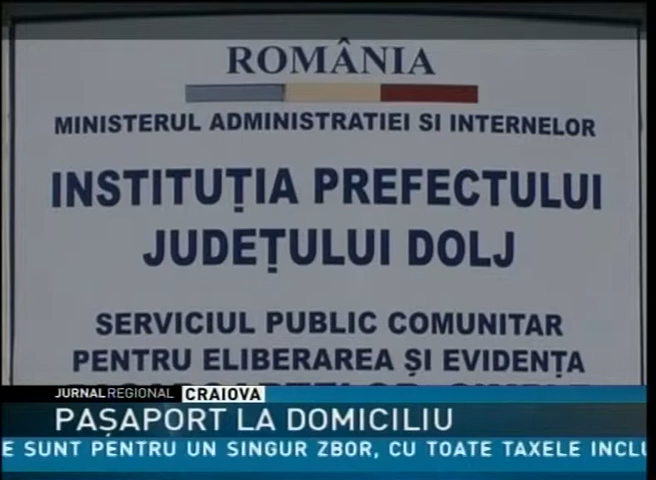 ROMÂNIA
MINISTERUL ADMINISTRATIEI SI INTERNELOR
INSTITUȚIA PREFECTULUI
JUDEȚULUI DOLJ
SERVICIUL PUBLIC COMUNITAR
PENTRU ELIBERAREA ȘI EVIDENȚA
JURNAL REGIONAL CRAIOVA
PAȘAPORT LA DOMICILIU
E SUNT PENTRU UN SINGUR ZBOR, CU TOATE TAXELE INCLU